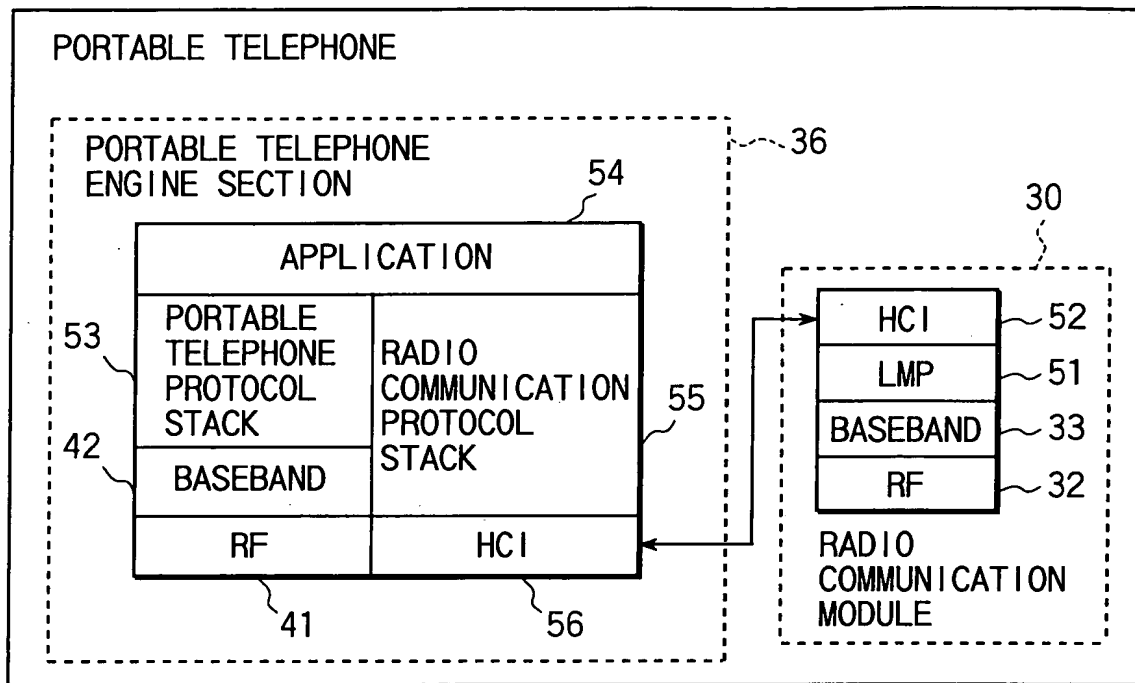 PORTABLE TELEPHONE
PORTABLE TELEPHONE
ENGINE SECTION
36
54
30
APPLICATION
53
PORTABLE
TELEPHONE
PROTOCOL
STACK
RADIO
COMMUNICATION
PROTOCOL
STACK
55
42
BASEBAND
RF
HCI
41
56
HCI
52
LMP
51
BASEBAND
33
RF
32
RADIO
COMMUNICATION
MODULE